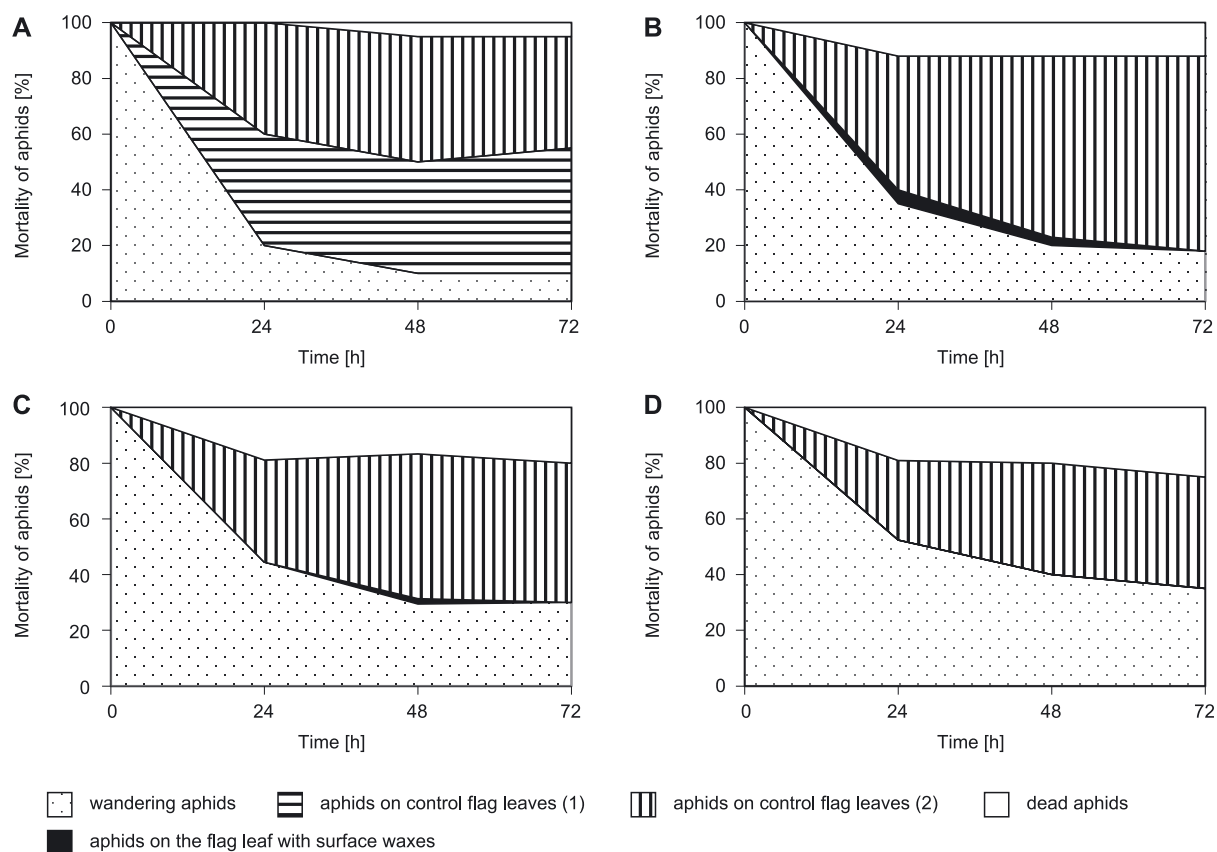 A
B
Mortality of aphids [%]
100
80
60
40
20
0
0 24 48 72
Time [h]
Mortality of aphids [%]
100
80
60
40
20
0
0 24 48 72
Time [h]
C
D
Mortality of aphids [%]
100
80
60
40
20
0
0 24 48 72
Time [h]
Mortality of aphids [%]
100
80
60
40
20
0
0 24 48 72
Time [h]
wandering aphids
aphids on control flag leaves (1)
aphids on control flag leaves (2)
dead aphids
aphids on the flag leaf with surface waxes